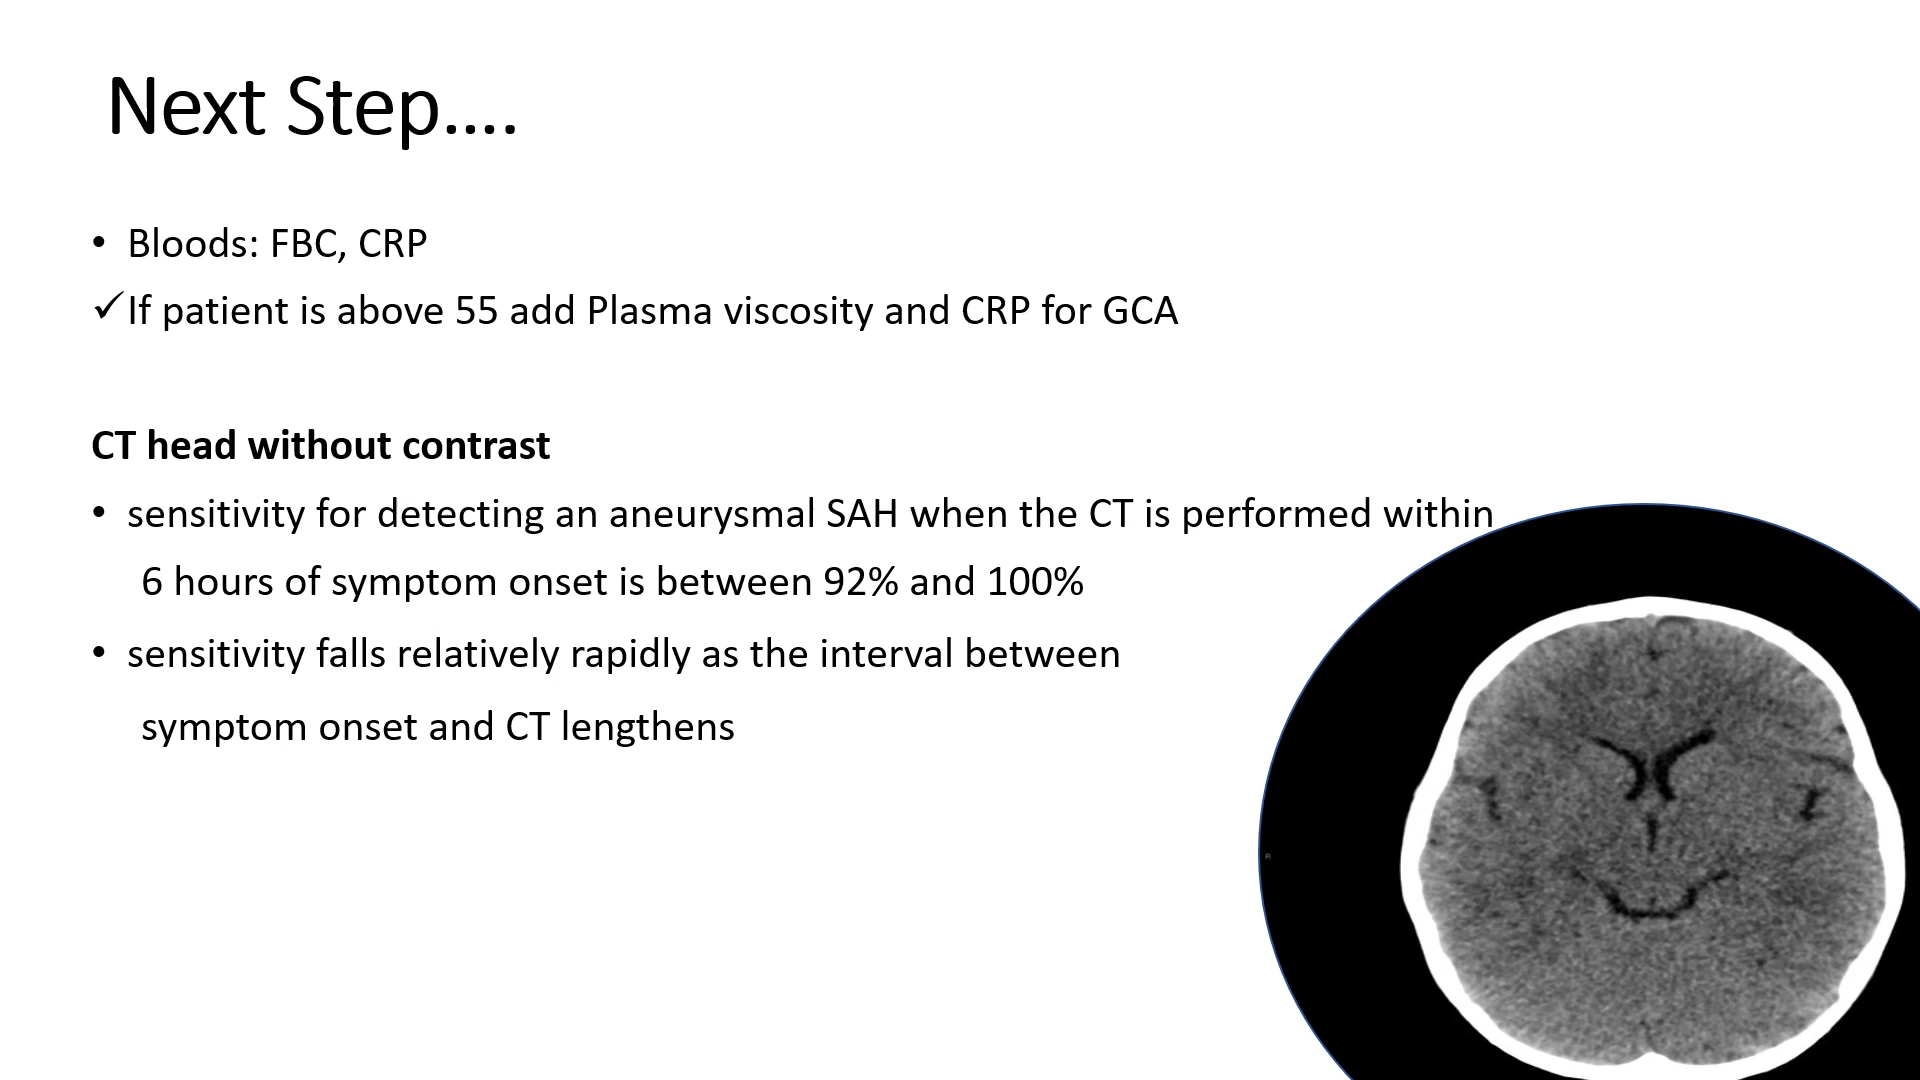 Next Step….
• Bloods: FBC, CRP
✓If patient is above 55 add Plasma viscosity and CRP for GCA
CT head without contrast
• sensitivity for detecting an aneurysmal SAH when the CT is performed within
6 hours of symptom onset is between 92% and 100%
• sensitivity falls relatively rapidly as the interval between
symptom onset and CT lengthens